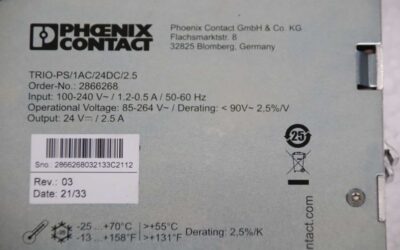 PHŒNIX
CONTACT
Phoenix Contact GmbH & Co. KG
Flachsmarktstr. 8
32825 Blomberg, Germany
TRIO-PS/1AC/24DC/2.5
Order-No.: 2866268
Input: 100-240 V~ / 1.2-0.5 A / 50-60 Hz
Operational Voltage: 85-264 V~ / Derating: < 90V~ 2,5%/V
Output: 24 V⎓ / 2.5 A
Sno.: 2866268032133C2112
Rev.: 03
Date: 21/33
25
ntact.com
-25 ...+70°C | >+55°C
-13 ...+158°F | >+131°F
Derating: 2,5%/K